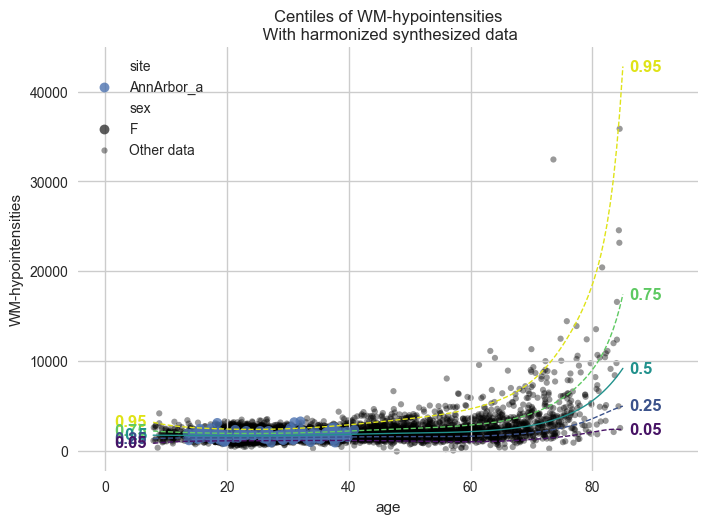 Centiles of WM-hypointensities
With harmonized synthesized data
WM-hypointensities
40000
30000
20000
10000
0
site
AnnArbor_a
sex
F
Other data
0.95
0.75
0.5
0.25
0.05
0.95
0.05
0
20
40
60
80
age